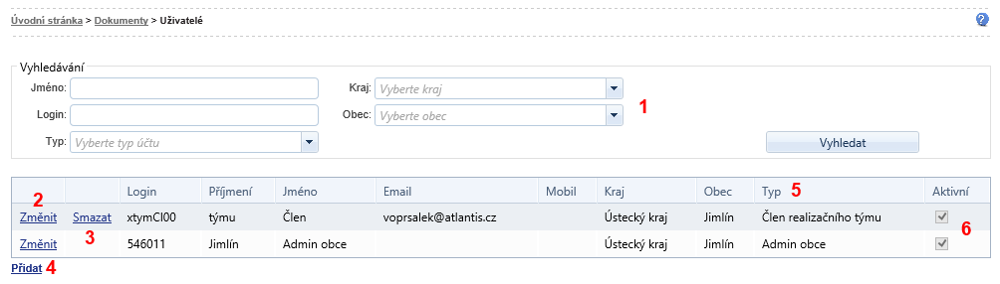 Úvodní stránka > Dokumenty > Uživatelé
?
Vyhledávání
Jméno: Kraj: Vyberte kraj
1
Login: Obec: Vyberte obec
Typ: Vyberte typ účtu Vyhledat
Login Příjmení Jméno Email Mobil Kraj Obec Typ 5 Aktivní
2
Změnit Smazat xtymCl00 týmu Člen voprsalek@atlantis.cz Ústecký kraj Jimlín Člen realizačního týmu
3 6
Změnit 546011 Jimlín Admin obce Ústecký kraj Jimlín Admin obce
Přidat 4